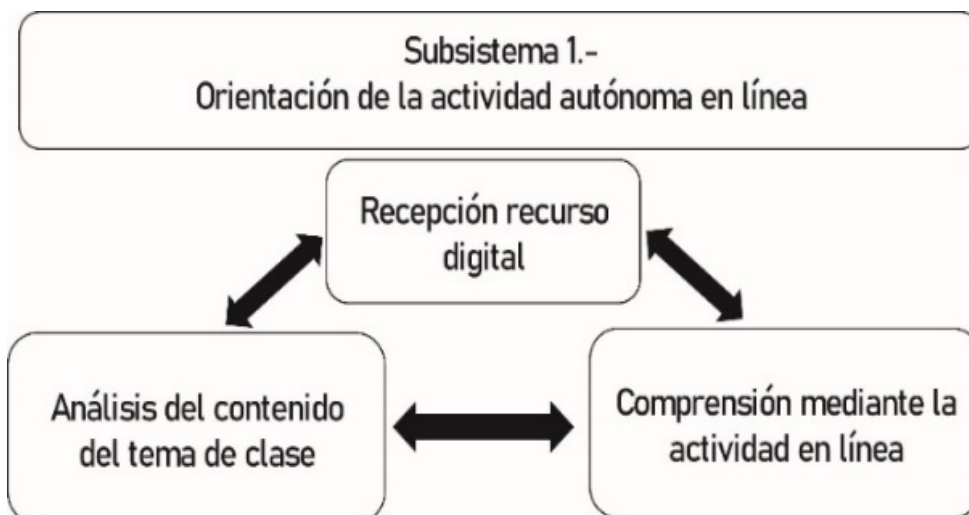 Subsistema 1.-
Orientación de la actividad autónoma en línea
Recepción recurso
digital
Análisis del contenido
del tema de clase
Comprensión mediante la
actividad en línea